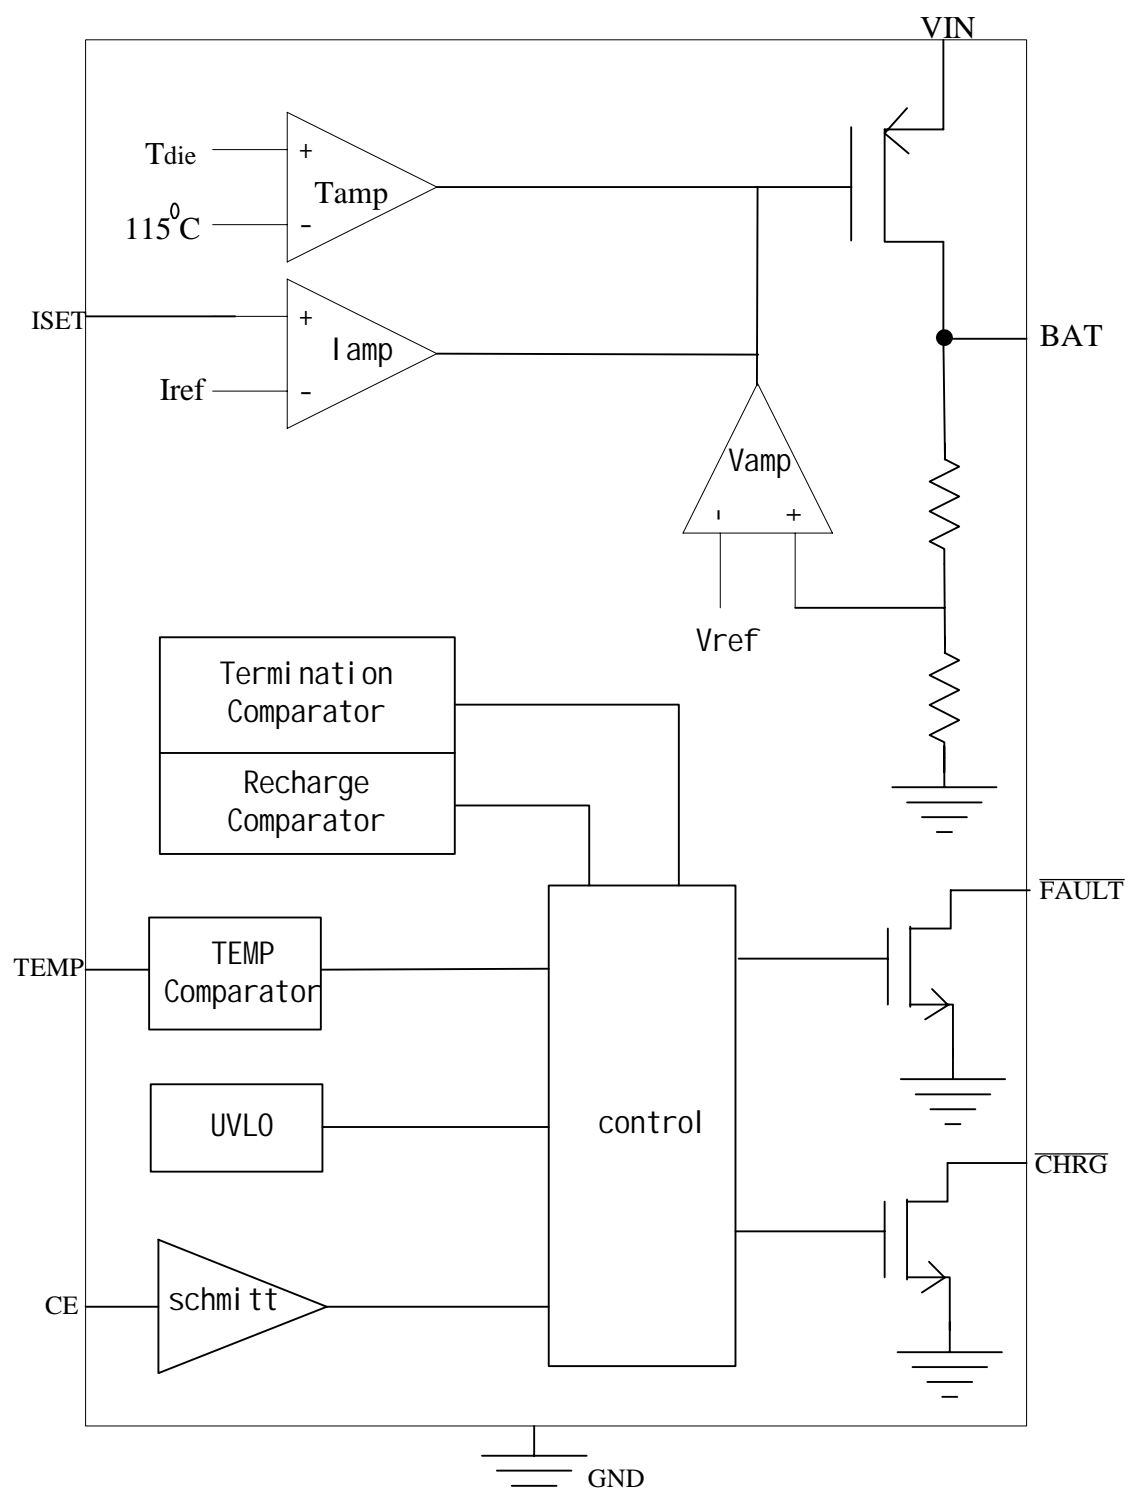 VIN
Tdie
+
Tamp
115⁰C
-
ISET
+
Iamp
Iref
-
BAT
Vamp
-
+
Vref
Termination
Comparator
Recharge
Comparator
FAULT
TEMP
TEMP
Comparator
UVLO
control
CHRG
CE
schmitt
GND